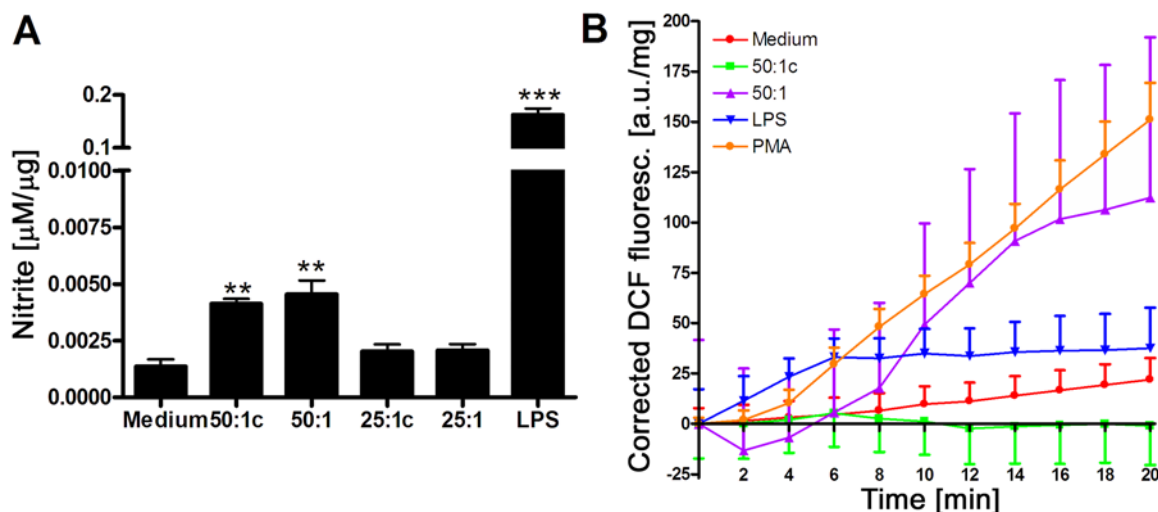 A
Nitrite [µM/µg]
0.2
0.1
0.0100
0.0075
0.0050
0.0025
0.0000
** ** ***
Medium 50:1c 50:1 25:1c 25:1 LPS
B
Corrected DCF fluoresc. [a.u./mg]
200
175
150
125
100
75
50
25
0
-25
Medium
50:1c
50:1
LPS
PMA
2 4 6 8 10 12 14 16 18 20
Time [min]